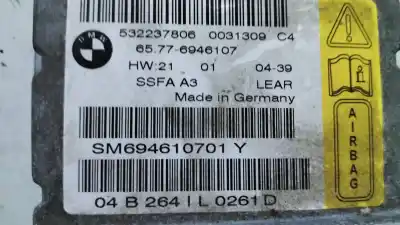 BMW
532237806 0031309 C4
65.77-6946107
HW:21 01 04-39
SSFA A3 LEAR
Made in Germany
SM694610701 Y
04 B 264 I L 0261 D
AIRBAG